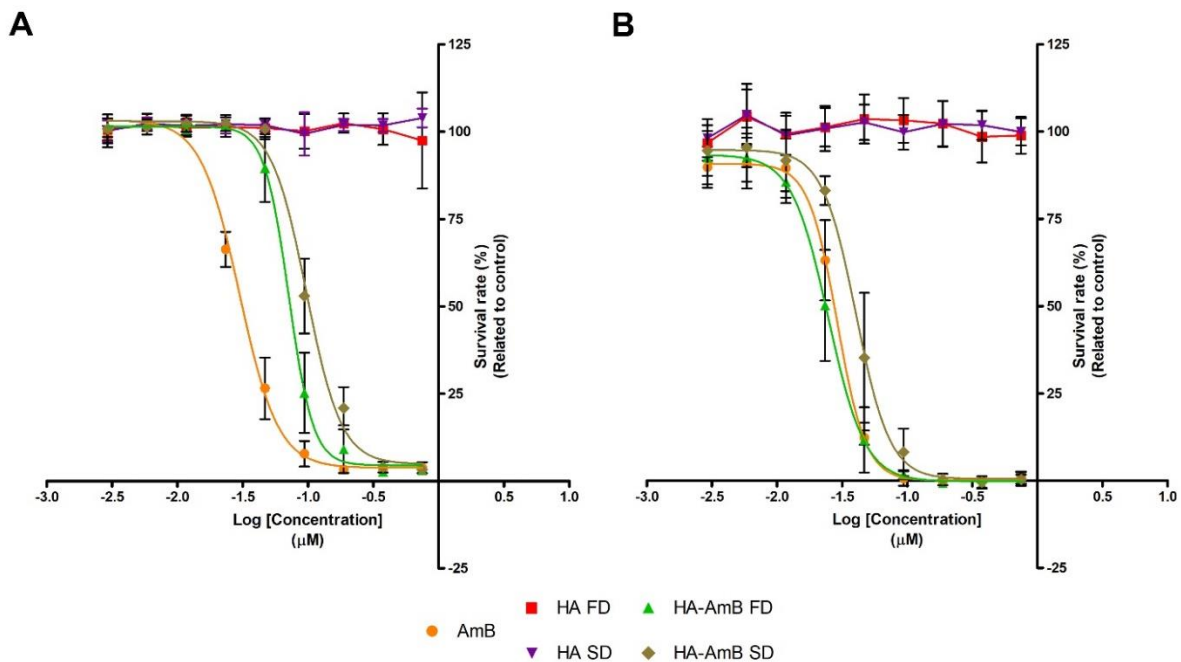 A
125
100
75
50
25
-25
-3.0 -2.5 -2.0 -1.5 -1.0 -0.5 0.5 1.0
Log [Concentration]
(μM)
Survival rate (%)
(Related to control)
B
125
100
75
50
25
-25
-3.0 -2.5 -2.0 -1.5 -1.0 -0.5 0.5 1.0
Log [Concentration]
(μM)
Survival rate (%)
(Related to control)
AmB
HA FD
HA SD
HA-AmB FD
HA-AmB SD